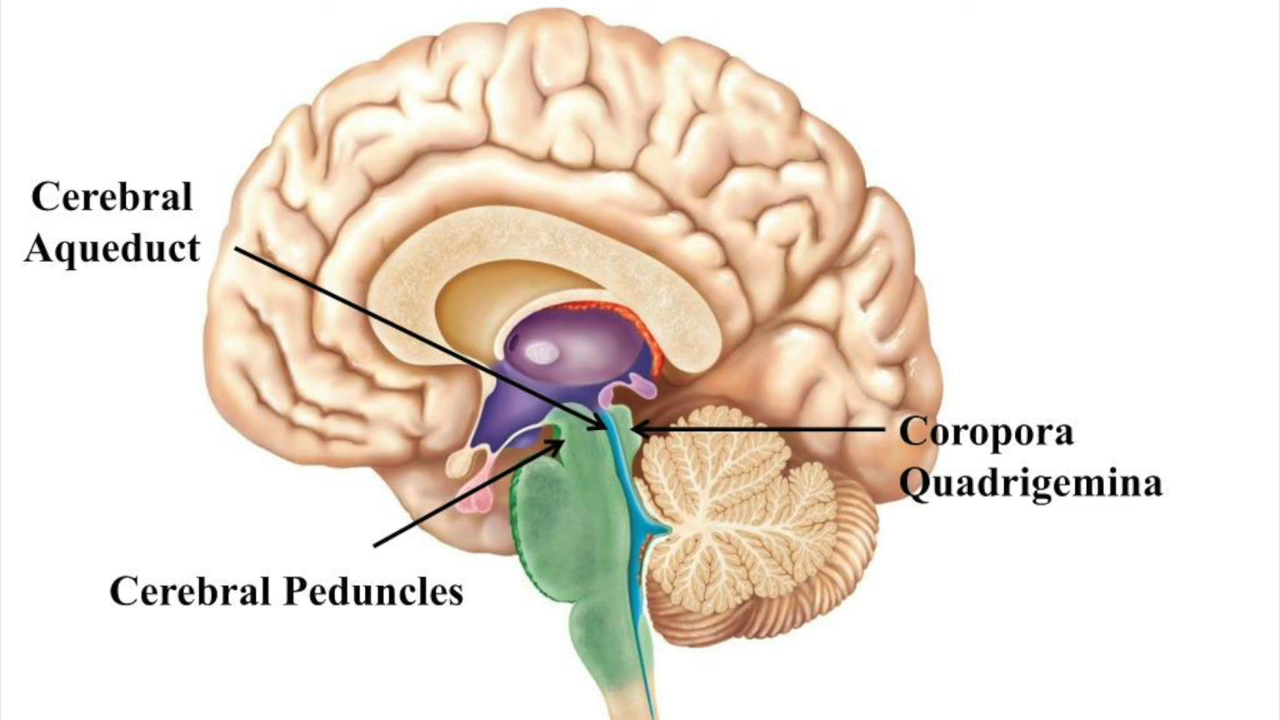 Cerebral
Aqueduct
Coropora
Quadrigemina
Cerebral Peduncles